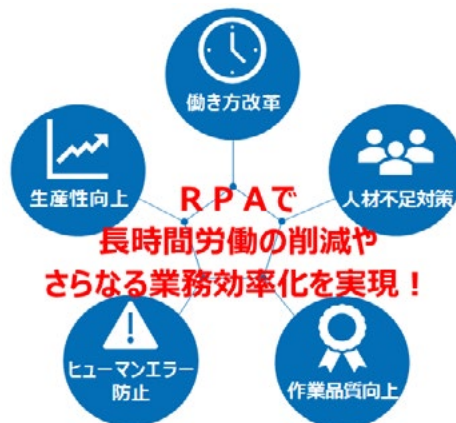 働き方改革
生産性向上
人材不足対策
RPAで
長時間労働の削減や
さらなる業務効率化を実現！
ヒューマンエラー
防止
作業品質向上